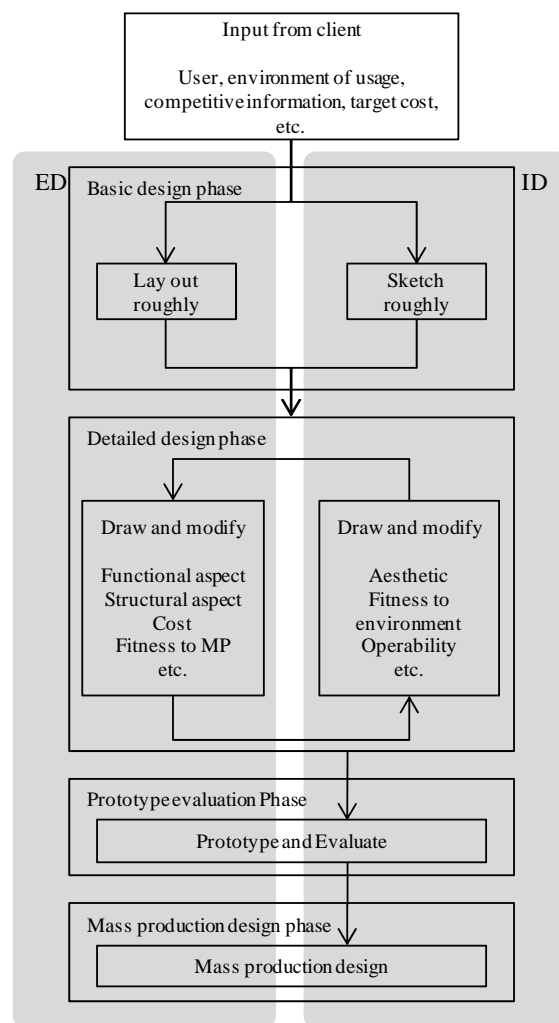 Input from client
User, environment of usage,
competitive information, target cost,
etc.
ED
ID
Basic design phase
Lay out
roughly
Sketch
roughly
Detailed design phase
Draw and modify
Functional aspect
Structural aspect
Cost
Fitness to MP
etc.
Draw and modify
Aesthetic
Fitness to
environment
Operability
etc.
Prototype evaluation Phase
Prototype and Evaluate
Mass production design phase
Mass production design